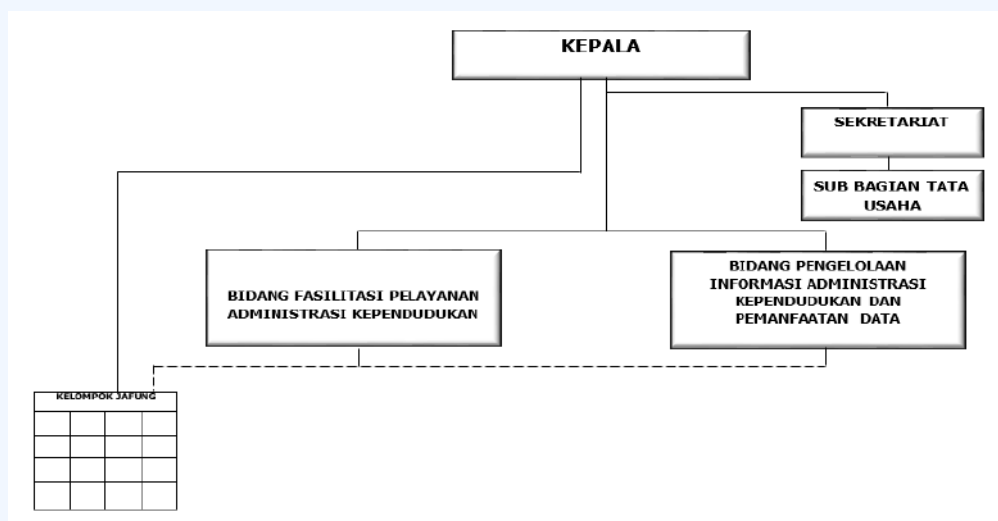 KEPALA
SEKRETARIAT
SUB BAGIAN TATA
USAHA
BIDANG FASILITASI PELAYANAN
ADMINISTRASI KEPENDUDUKAN
BIDANG PENGELOLAAN
INFORMASI ADMINISTRASI
KEPENDUDUKAN DAN
PEMANFAATAN DATA
KELOMPOK JAFUNG